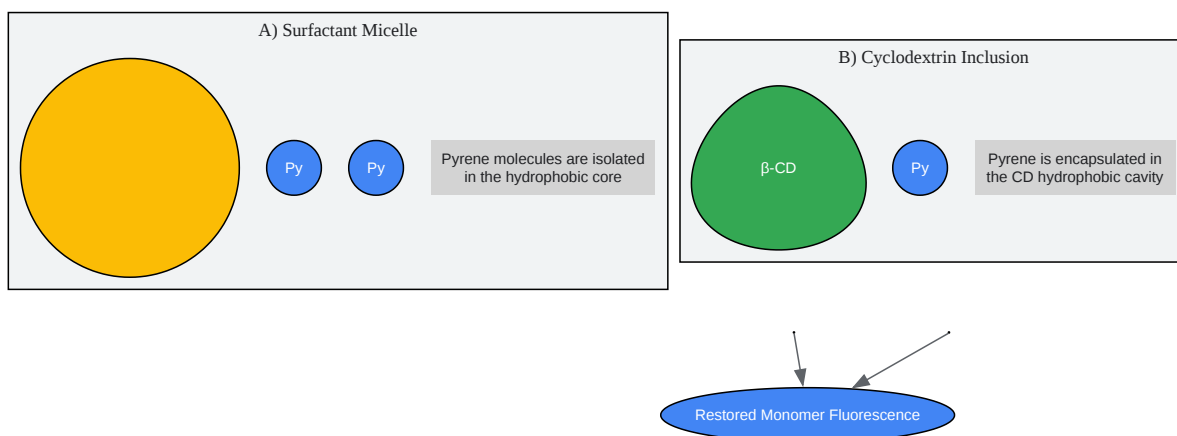 A) Surfactant Micelle
Py
Py
Pyrene molecules are isolated
in the hydrophobic core
B) Cyclodextrin Inclusion
β-CD
Py
Pyrene is encapsulated in
the CD hydrophobic cavity
Restored Monomer Fluorescence